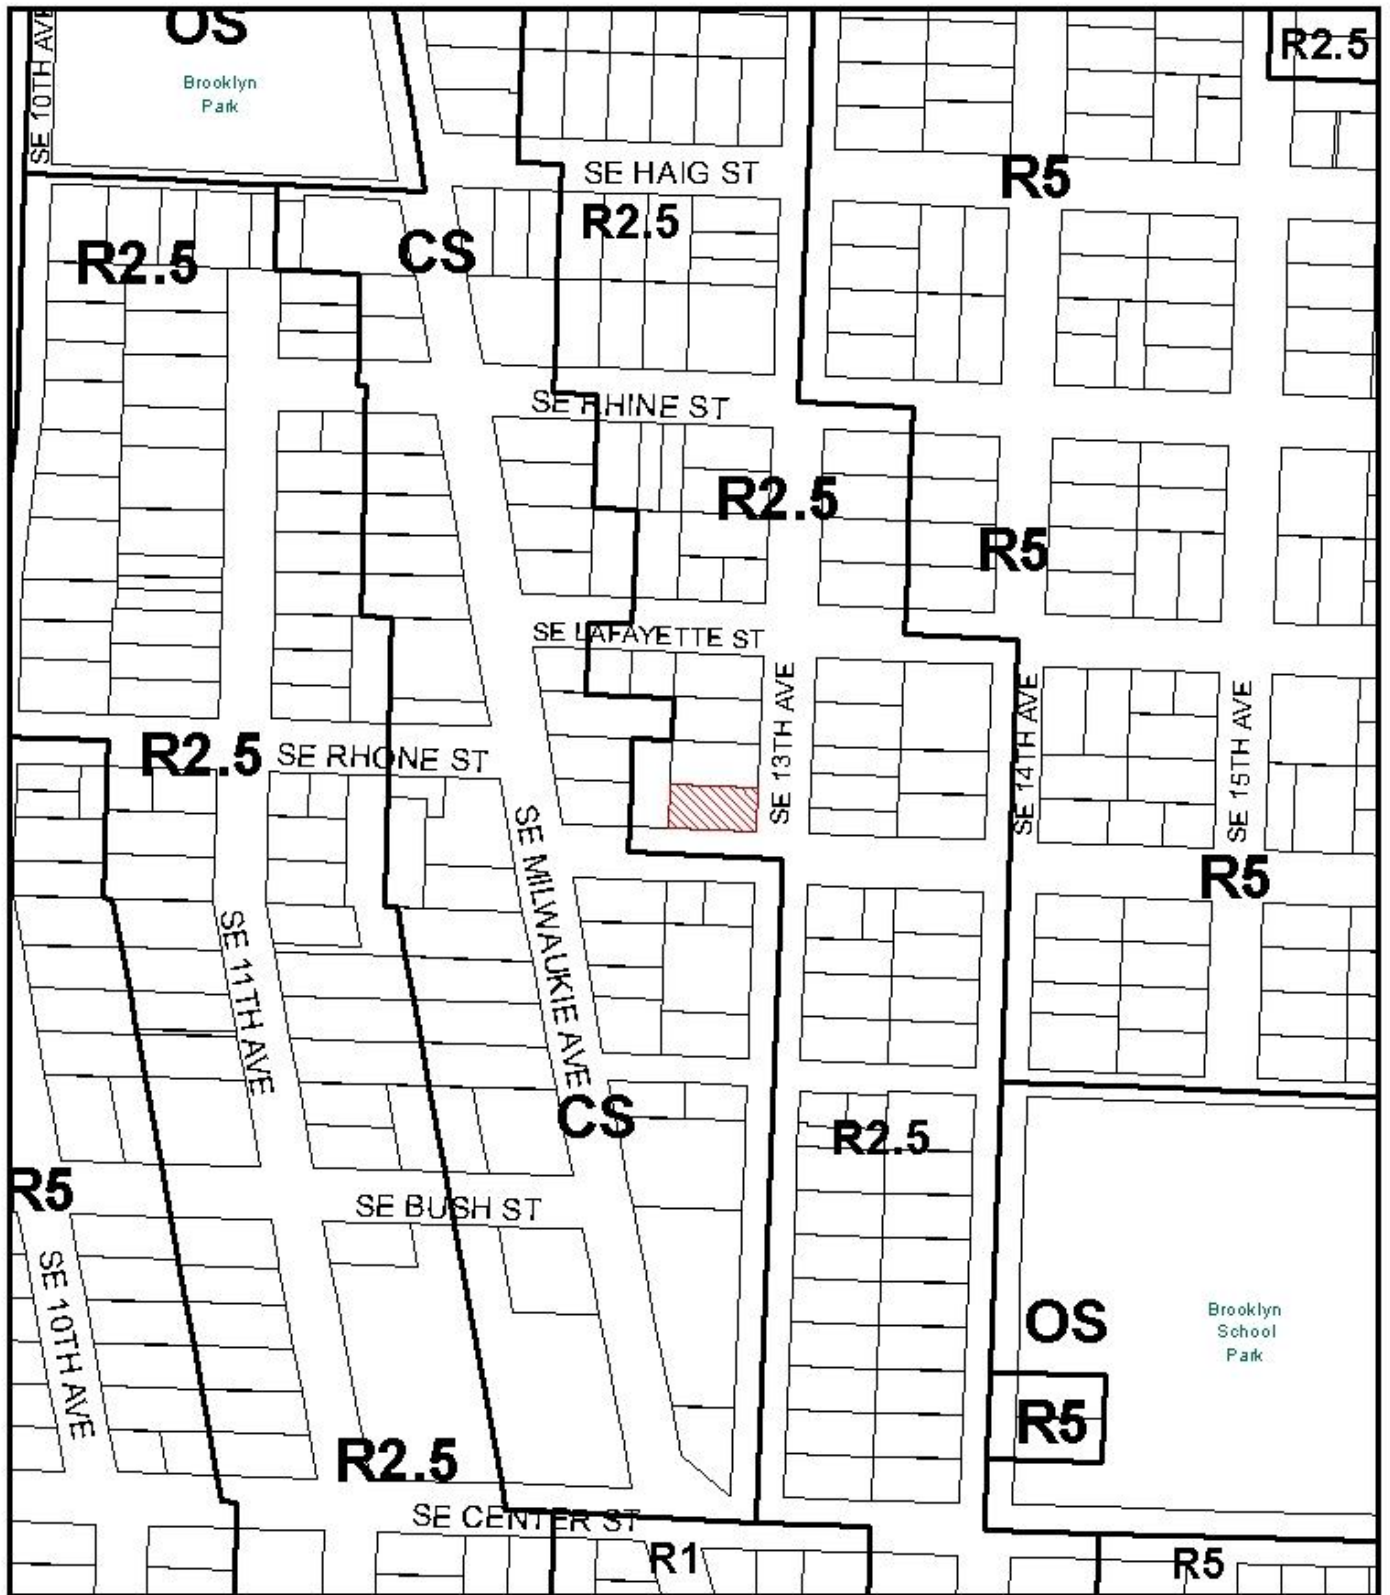 OS
R2.5
Brooklyn
Park
SE 10TH AVE
SE HAIG ST
R5
R2.5
CS
R2.5
SE RHINE ST
R2.5
R5
SE LAFAYETTE ST
SE 13TH AVE
SE 14TH AVE
SE 15TH AVE
R2.5
SE RHONE ST
SE MILWAUKIE AVE
R5
SE 11TH AVE
CS
R2.5
R5
SE BUSH ST
SE 10TH AVE
OS
Brooklyn
School
Park
R5
R2.5
SE CENTER ST
R1
R5